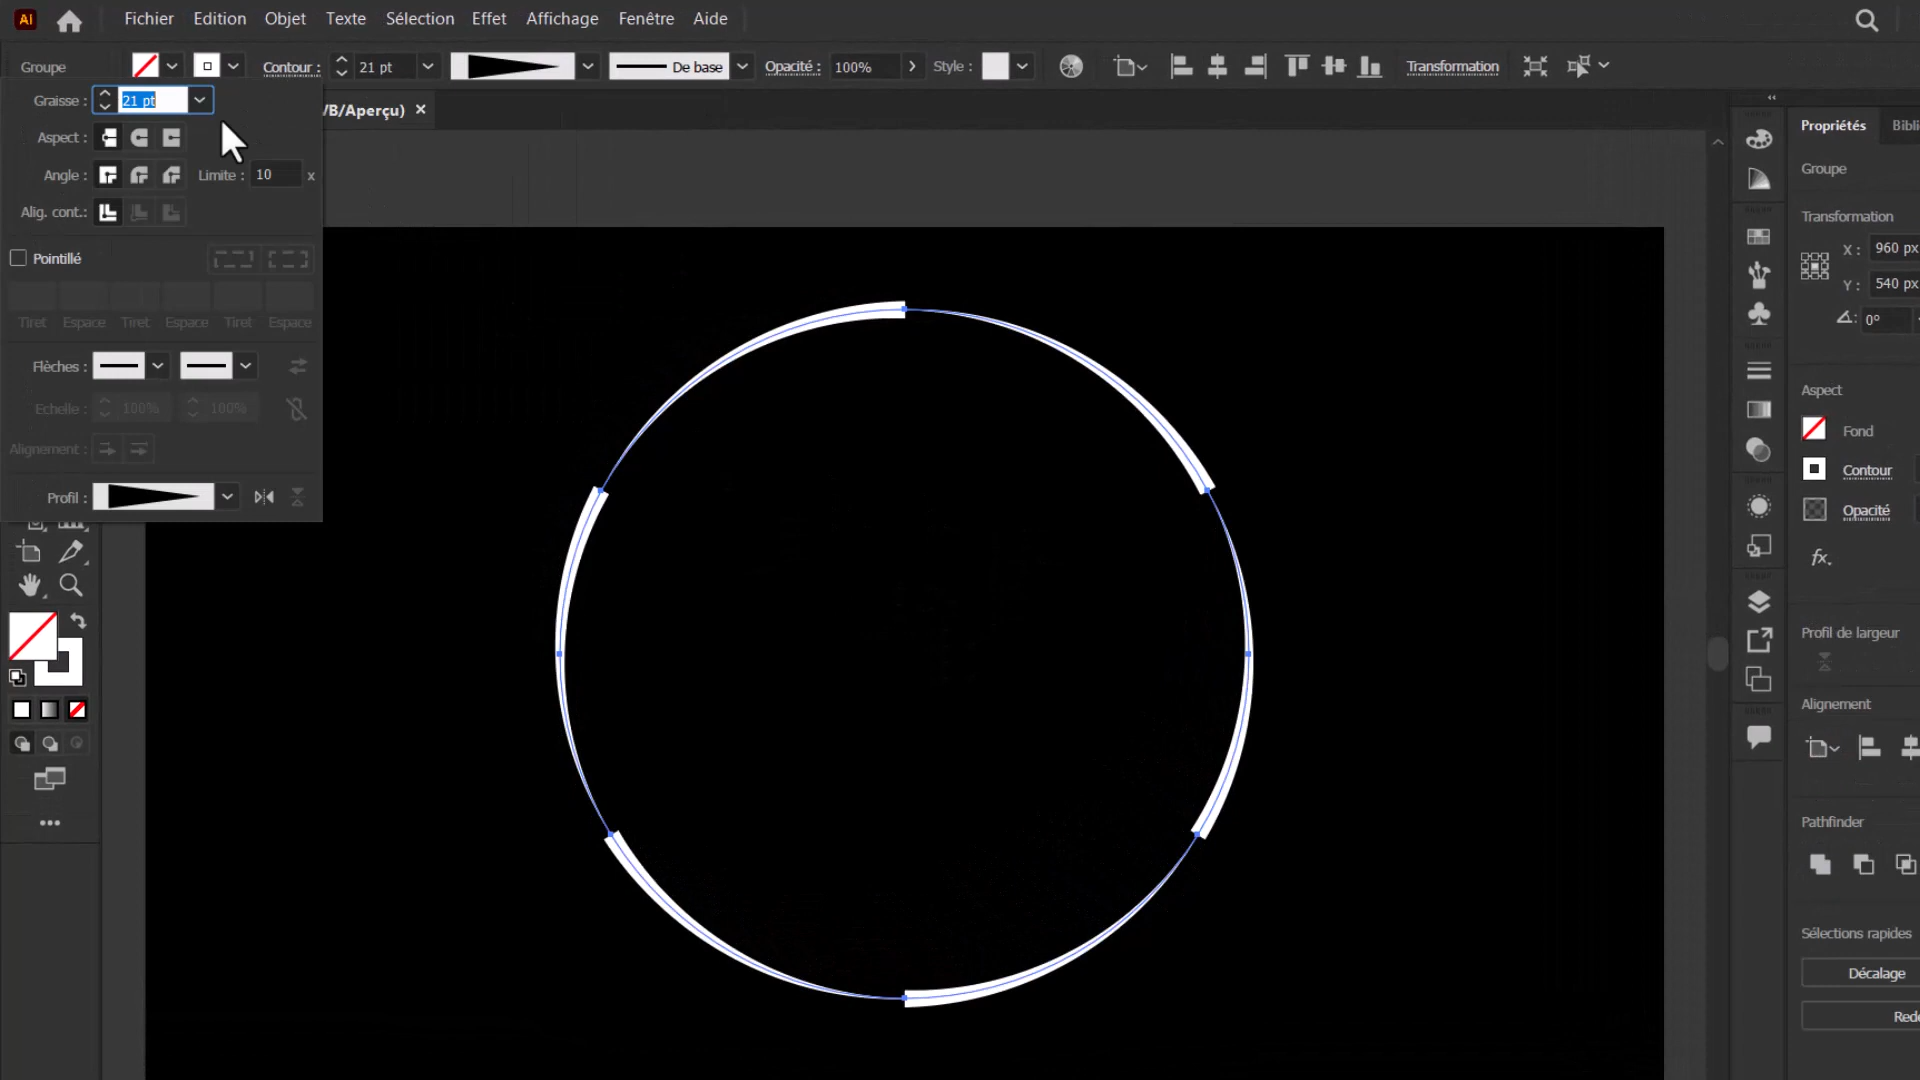 Ai Fichier Edition Objet Texte Sélection Effet Affichage Fenêtre Aide
Groupe Contour : 21 pt De base Opacité : 100% Style : Transformation
Graisse : 21 pt
/B/Aperçu) ×
Aspect :
Angle : Limite : 10 x
Alig. cont.:
Pointillé
Tiret Espace Tiret Espace Tiret Espace
Flèches :
Echelle : 100% 100%
Alignement :
Profil :
Propriétés Bibli
Groupe
Transformation
X : 960 px
Y : 540 px
0°
Aspect
Fond
Contour
Opacité
fx.
Profil de largeur
Alignement
Pathfinder
Sélections rapides
Décalage
Rede